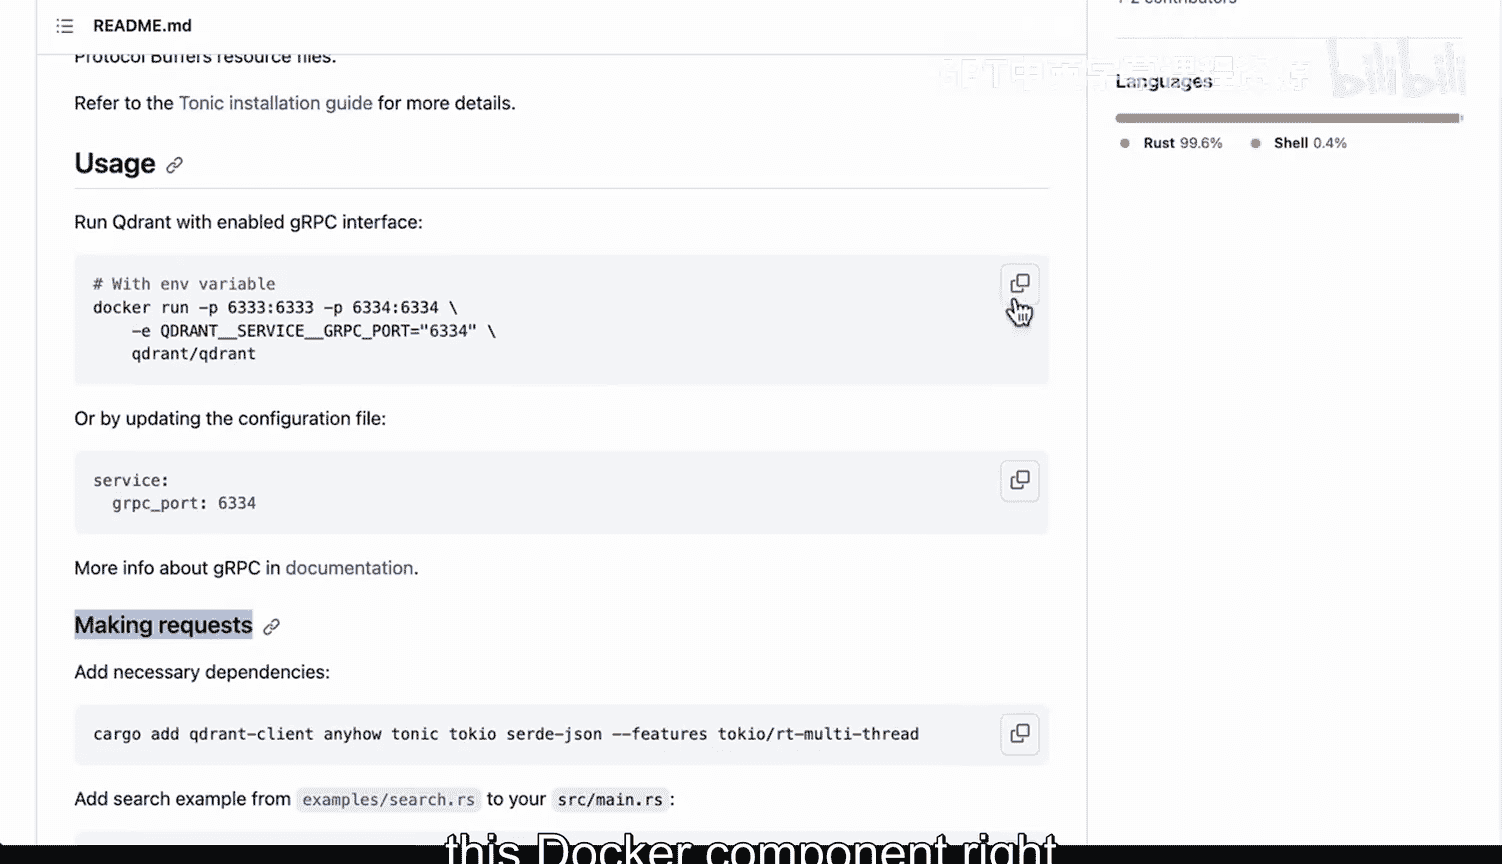 README.md
2 contributors
Protocol Buffers resource files.
Refer to the Tonic installation guide for more details.
Languages
bilibili
Rust 99.6%
Shell 0.4%
Usage
Run Qdrant with enabled gRPC interface:
# With env variable
docker run -p 6333:6333 -p 6334:6334 \
-e QDRANT__SERVICE__GRPC_PORT="6334" \
qdrant/qdrant
Or by updating the configuration file:
service:
grpc_port: 6334
More info about gRPC in documentation.
Making requests
Add necessary dependencies:
cargo add qdrant-client anyhow tonic tokio serde-json --features tokio/rt-multi-thread
Add search example from examples/search.rs to your src/main.rs:
this Docker component right